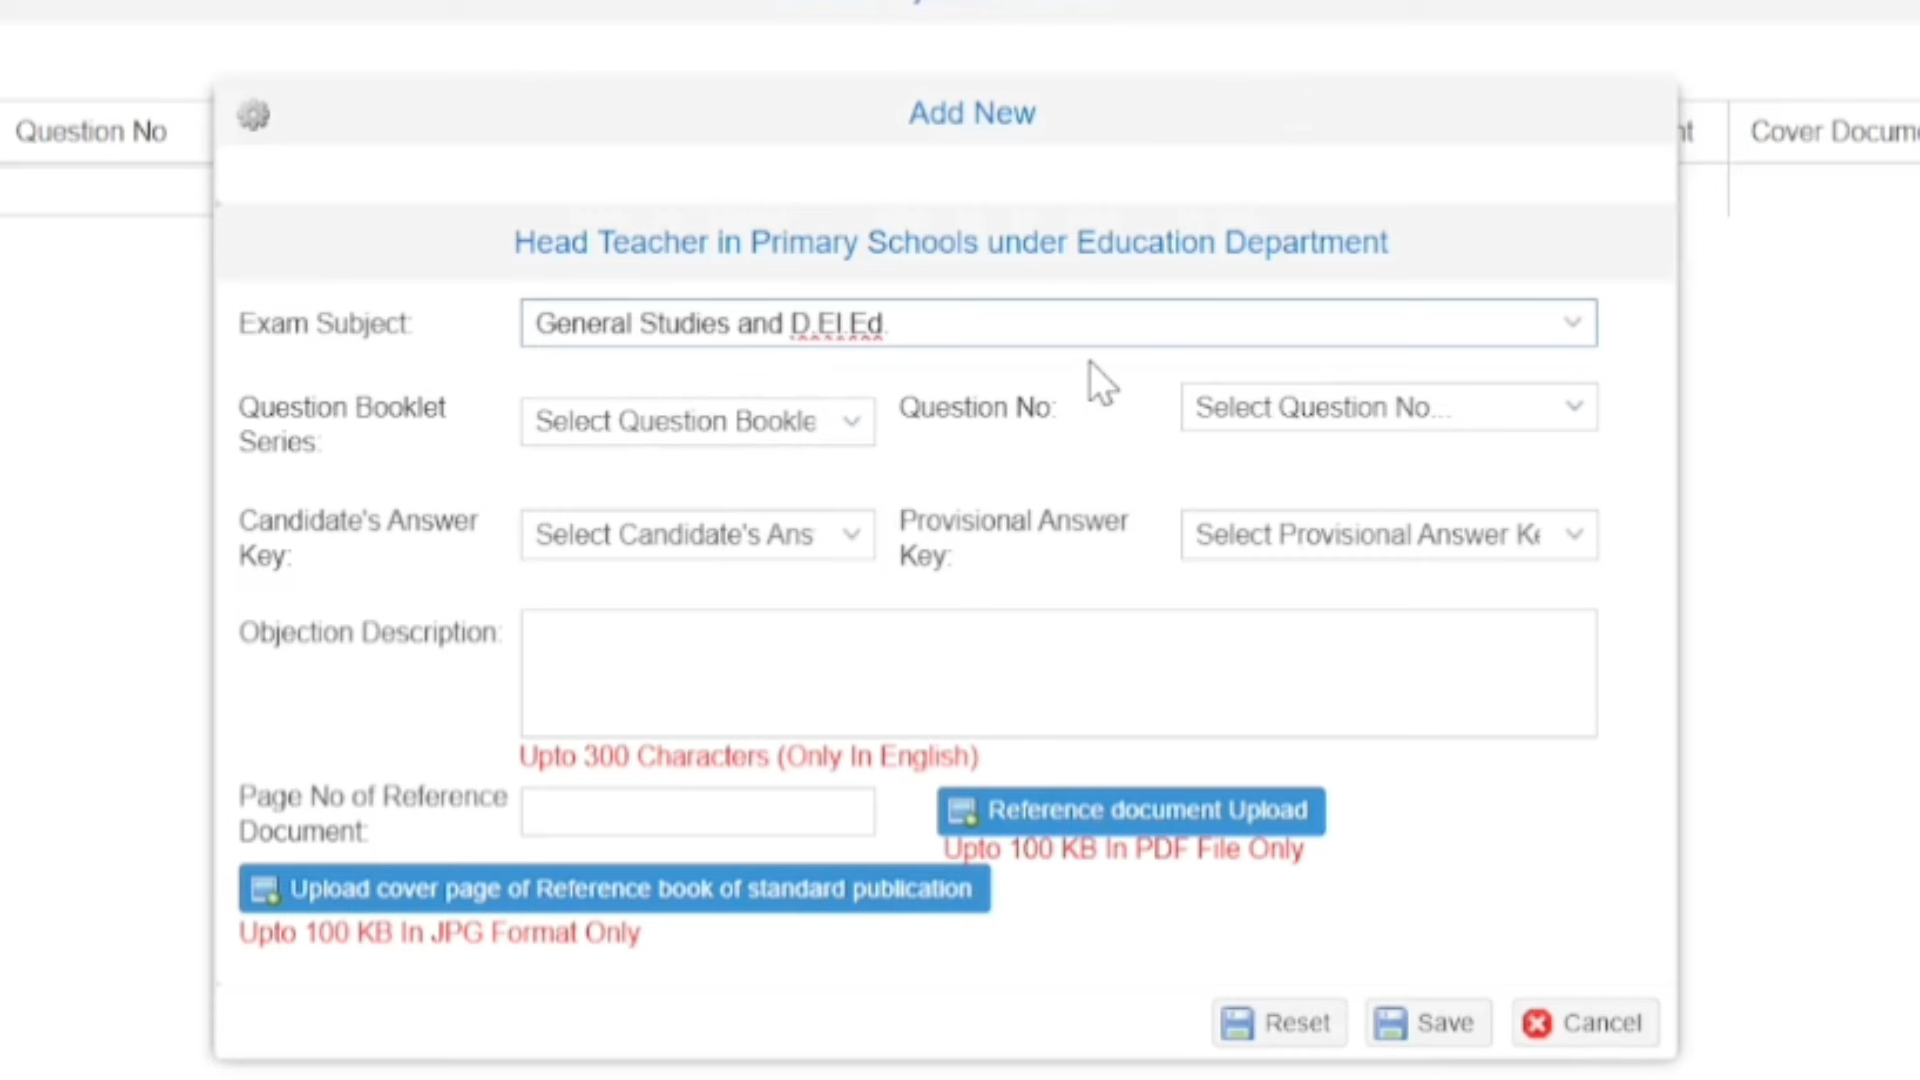 Add New
Question No
nt
Cover Docum
Head Teacher in Primary Schools under Education Department
Exam Subject:
General Studies and D.El.Ed.
Question Booklet Series:
Select Question Bookle
Question No:
Select Question No...
Candidate's Answer Key:
Select Candidate's Ans
Provisional Answer Key:
Select Provisional Answer Ke
Objection Description:
Upto 300 Characters (Only In English)
Page No of Reference Document:
Reference document Upload
Upto 100 KB In PDF File Only
Upload cover page of Reference book of standard publication
Upto 100 KB In JPG Format Only
Reset
Save
Cancel